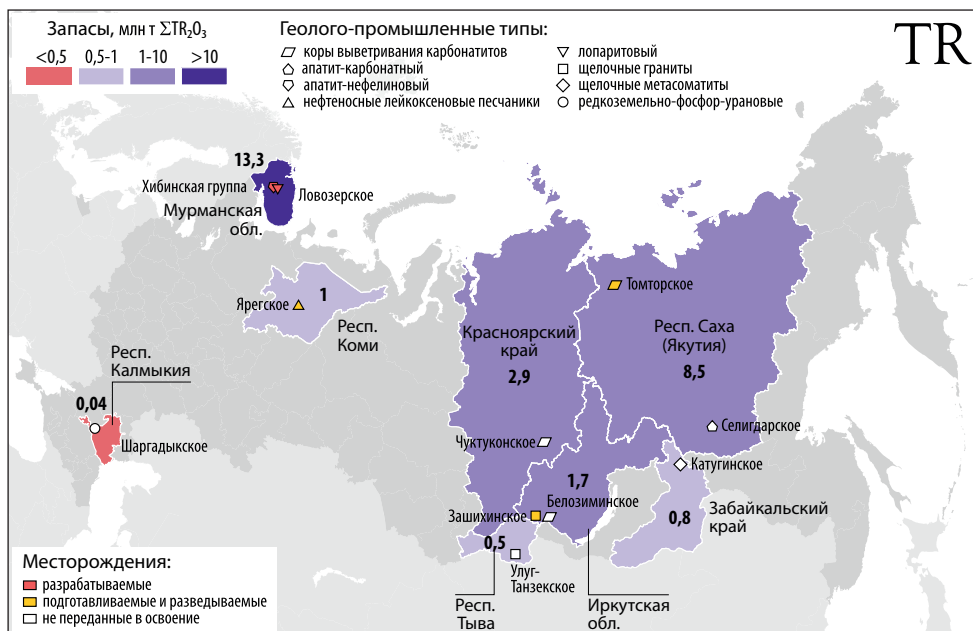 Запасы, млн т ΣTR₂O₃
<0,5
0,5-1
1-10
>10
Геолого-промышленные типы:
коры выветривания карбонатитов
апатит-карбонатный
апатит-нефелиновый
нефтеносные лейкоксеновые песчаники
лопаритовый
щелочные граниты
щелочные метасоматиты
редкоземельно-фосфор-урановые
TR
13,3
Хибинская группа
Ловозерское
Мурманская
обл.
Ярегское
1
Респ.
Коми
Респ.
Калмыкия
0,04
Шаргадыкское
Красноярский
край
2,9
Томторское
Респ. Саха
(Якутия)
8,5
Чуктуконское
Селигдарское
Катугинское
1,7
Белозиминское
Зашихинское
0,5
Улуг-
Танзекское
0,8
Забайкальский
край
Респ.
Тыва
Иркутская
обл.
Месторождения:
разрабатываемые
подготавливаемые и разведываемые
не переданные в освоение